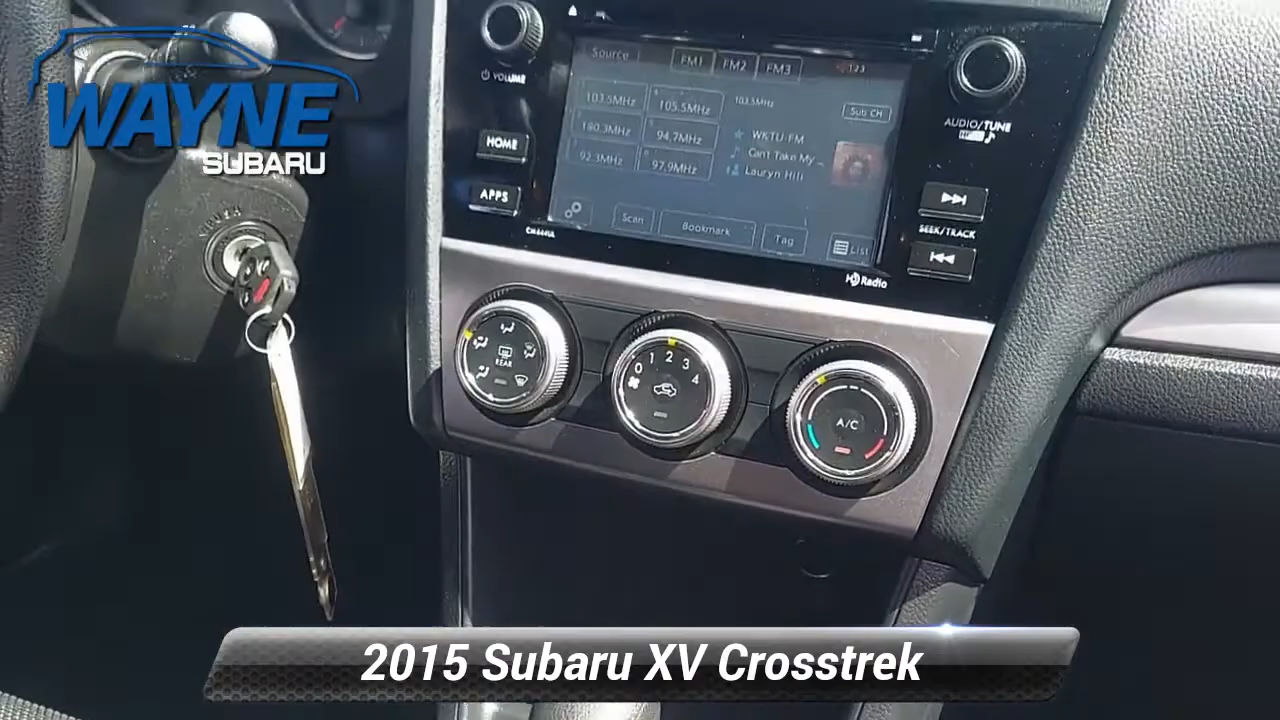 WAYNE
SUBARU
VOLUME
HOME
APPS
Source
FM1 FM2 FM3
123
103.5MHz 105.5MHz
103.5MHz
94.7MHz
92.3MHz 97.9MHz
Sub CH
WKTU-FM
Can't Take My ...
Lauryn Hill
Scan
Bookmark
Tag
List
HD Radio
AUDIO/TUNE
SEEK/TRACK
REAR
0 1 2 3 4
A/C
2015 Subaru XV Crosstrek